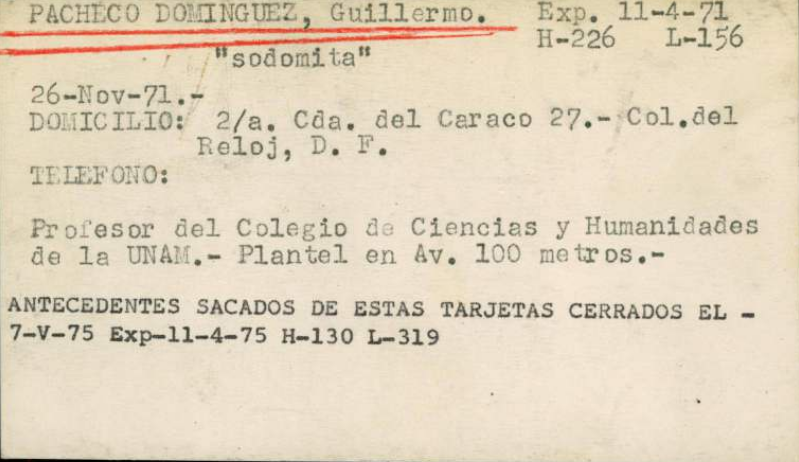 PACHECO DOMINGUEZ, Guillermo. Exp. 11-4-71
H-226 L-156
"sodomita"
26-Nov-71.-
DOMICILIO: 2/a. Cda. del Caraco 27.- Col.del
Reloj, D. F.
TELEFONO:
Profesor del Colegio de Ciencias y Humanidades
de la UNAM.- Plantel en Av. 100 metros.-
ANTECEDENTES SACADOS DE ESTAS TARJETAS CERRADOS EL -
7-V-75 Exp-11-4-75 H-130 L-319